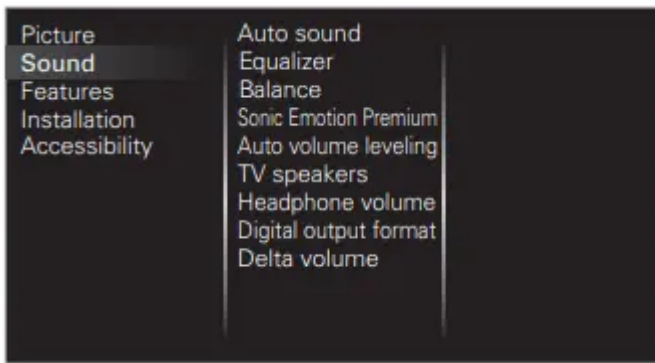 Picture
Sound
Features
Installation
Accessibility
Auto sound
Equalizer
Balance
Sonic Emotion Premium
Auto volume leveling
TV speakers
Headphone volume
Digital output format
Delta volume